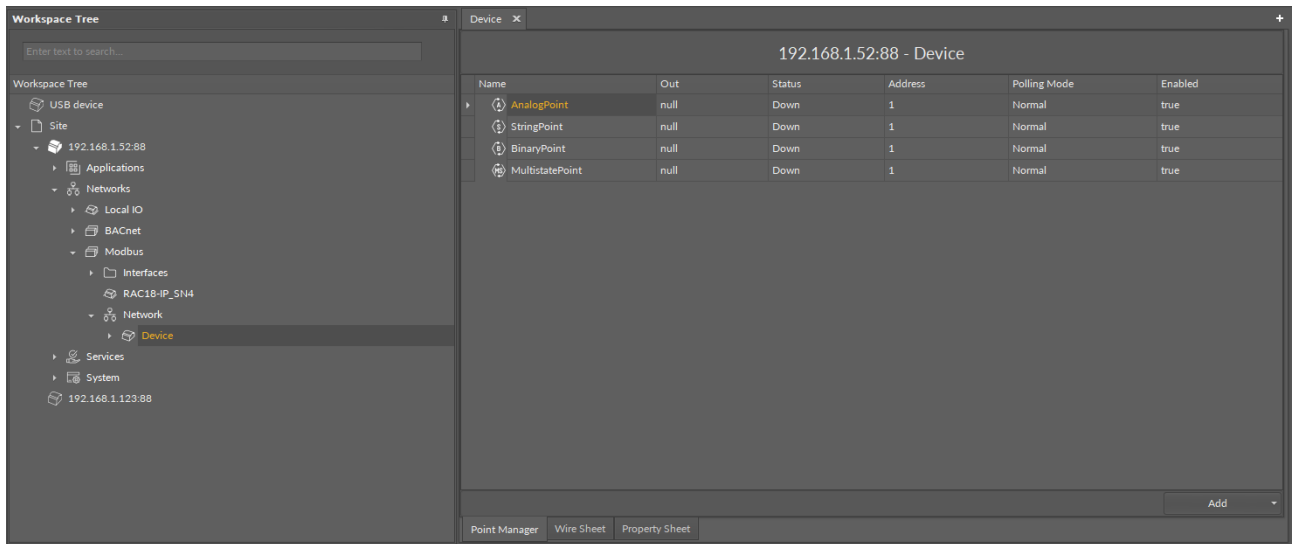 Workspace Tree
Enter text to search...
Workspace Tree
USB device
Site
192.168.1.52:88
Applications
Networks
Local IO
BACnet
Modbus
Interfaces
RAC18-IP_SN4
Network
Device
Services
System
192.168.1.123:88
Device
192.168.1.52:88 - Device
Name Out Status Address Polling Mode Enabled
A AnalogPoint null Down 1 Normal true
S StringPoint null Down 1 Normal true
B BinaryPoint null Down 1 Normal true
MS MultistatePoint null Down 1 Normal true
Add
Point Manager Wire Sheet Property Sheet